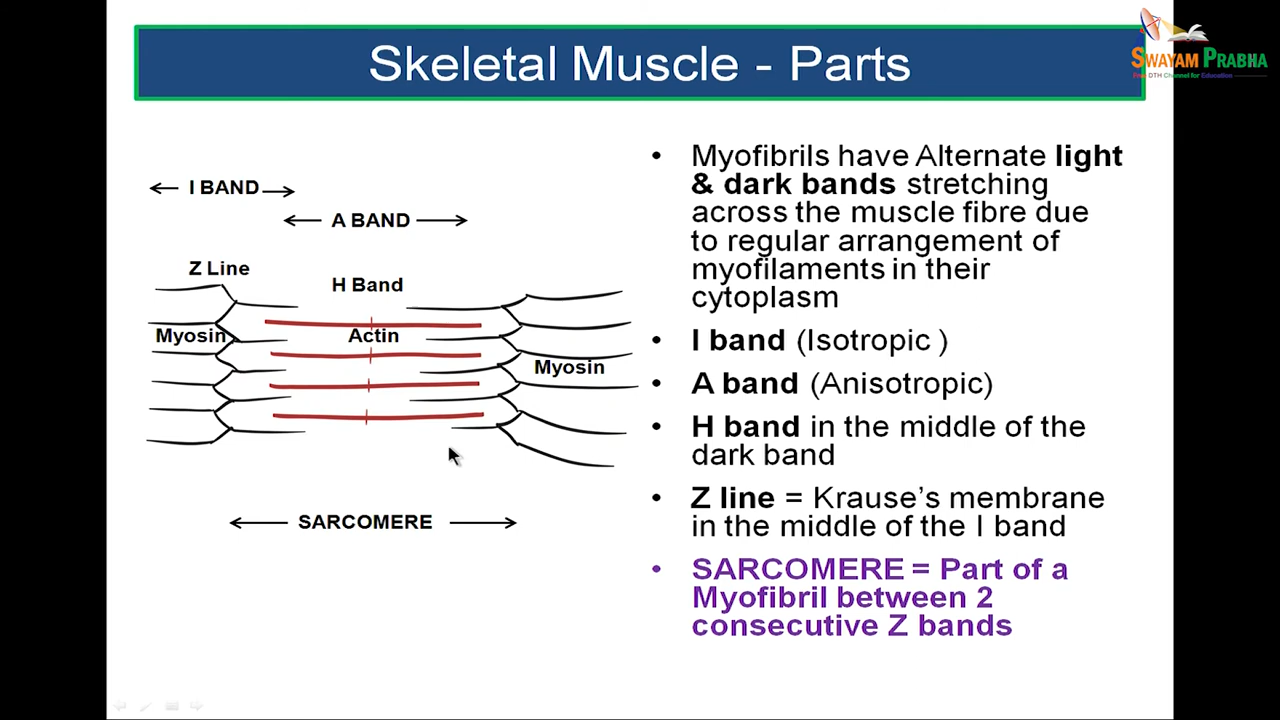 Skeletal Muscle - Parts
SWAYAM PRABHA
Free DTH Channel for Education
I BAND
A BAND
Z Line
H Band
Myosin
Actin
Myosin
SARCOMERE
• Myofibrils have Alternate light
& dark bands stretching
across the muscle fibre due
to regular arrangement of
myofilaments in their
cytoplasm
• I band (Isotropic )
• A band (Anisotropic)
• H band in the middle of the
dark band
• Z line = Krause’s membrane
in the middle of the I band
• SARCOMERE = Part of a
Myofibril between 2
consecutive Z bands